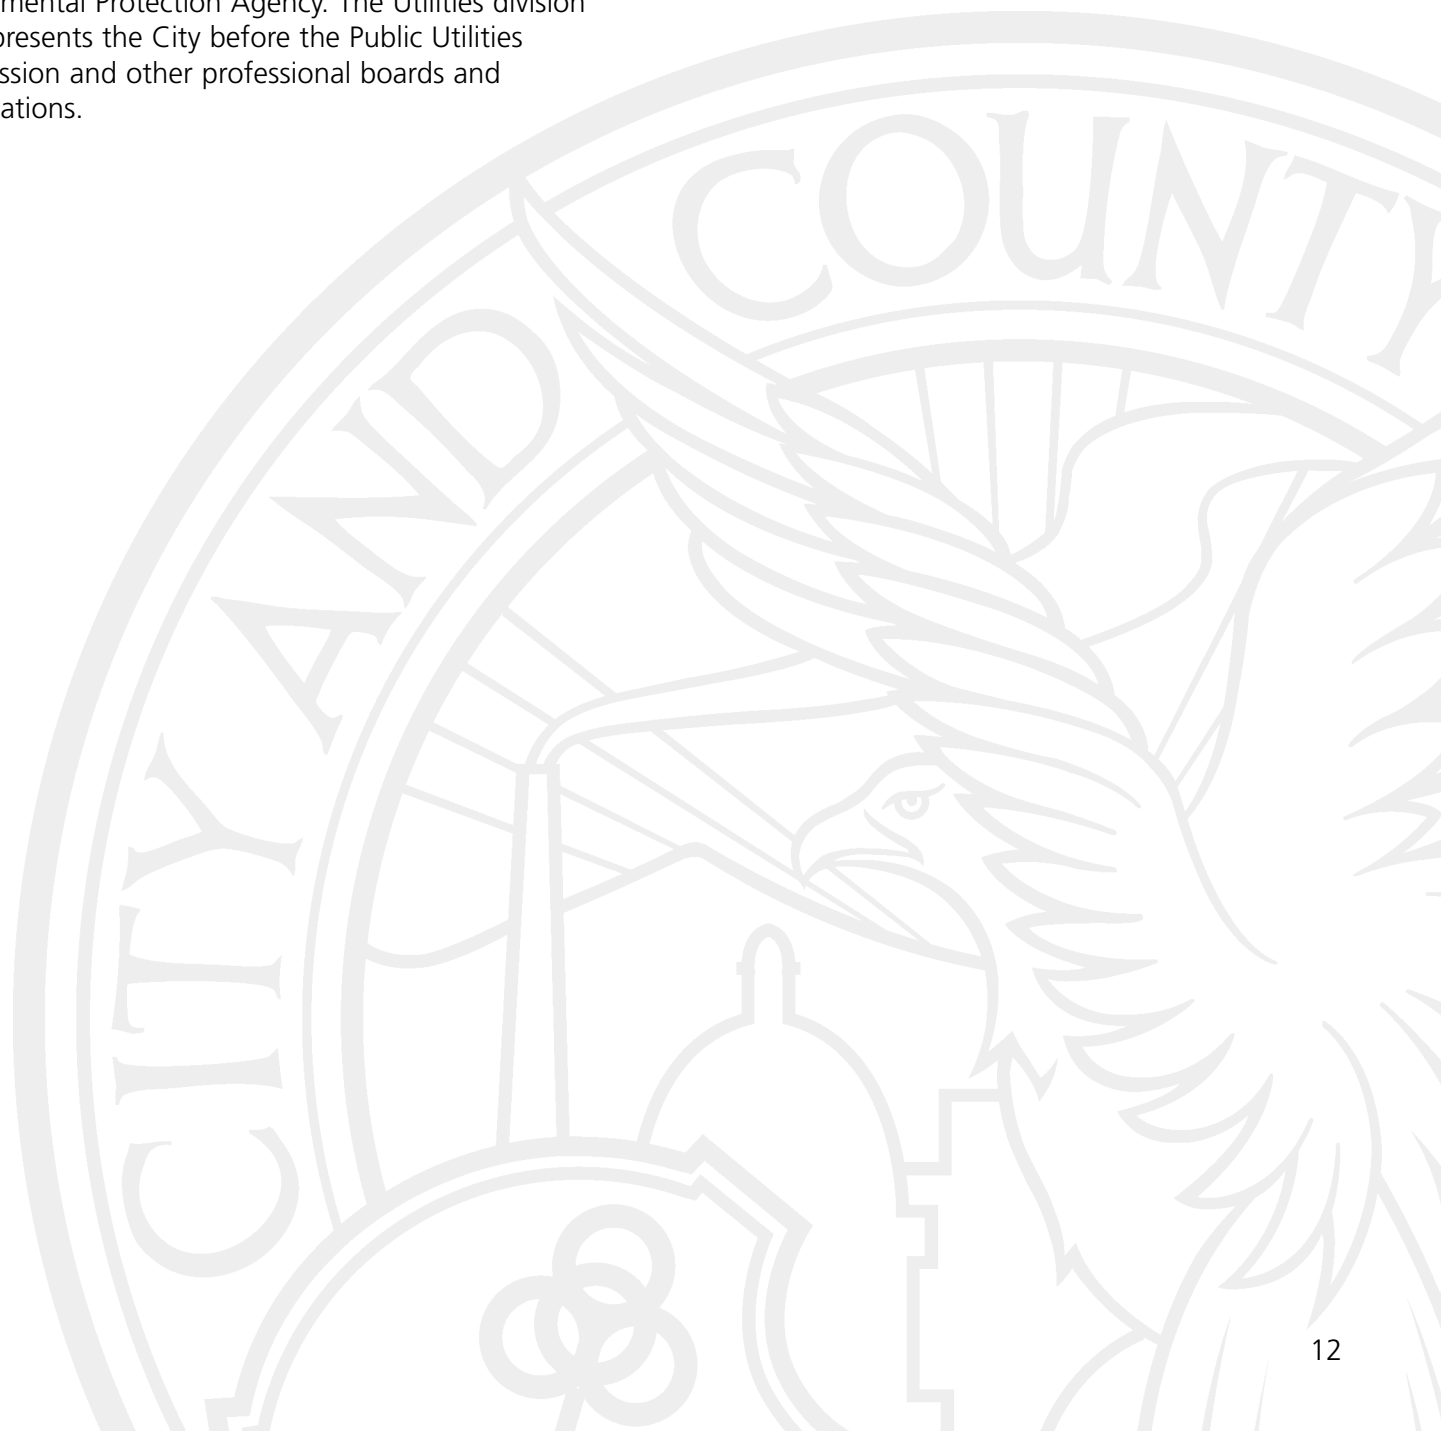 mental Protection Agency. The Utilities division
presents the City before the Public Utilities
ssion and other professional boards and
ations.
CITY AND COUNTY
12